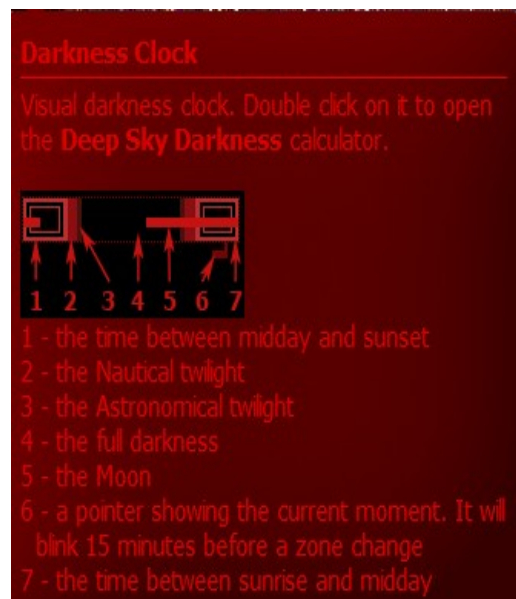 Darkness Clock
Visual darkness clock. Double click on it to open
the Deep Sky Darkness calculator.
1 2 3 4 5 6 7
1 - the time between midday and sunset
2 - the Nautical twilight
3 - the Astronomical twilight
4 - the full darkness
5 - the Moon
6 - a pointer showing the current moment. It will
blink 15 minutes before a zone change
7 - the time between sunrise and midday